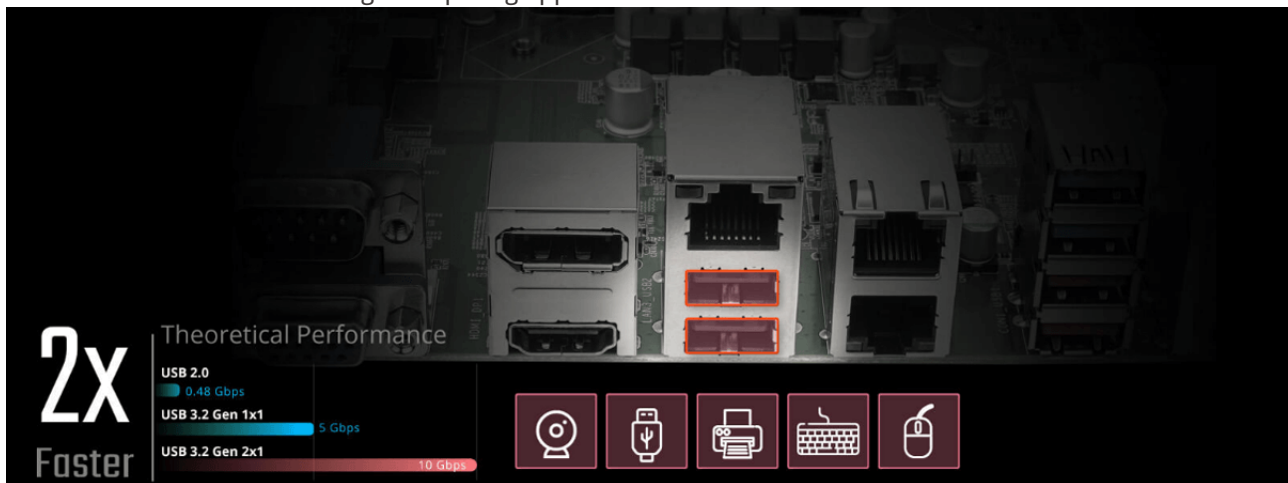 2x
Faster
Theoretical Performance
USB 2.0
0.48 Gbps
USB 3.2 Gen 1x1
5 Gbps
USB 3.2 Gen 2x1
10 Gbps
LAN3_USB2